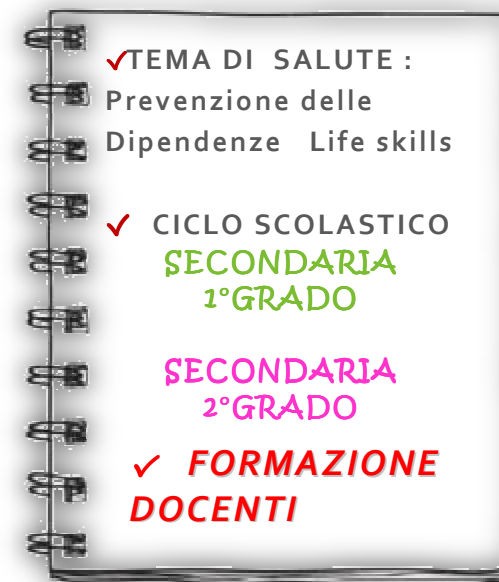 ✓TEMA DI SALUTE :
Prevenzione delle
Dipendenze Life skills
✓ CICLO SCOLASTICO
SECONDARIA
1°GRADO
SECONDARIA
2°GRADO
✓ FORMAZIONE
DOCENTI